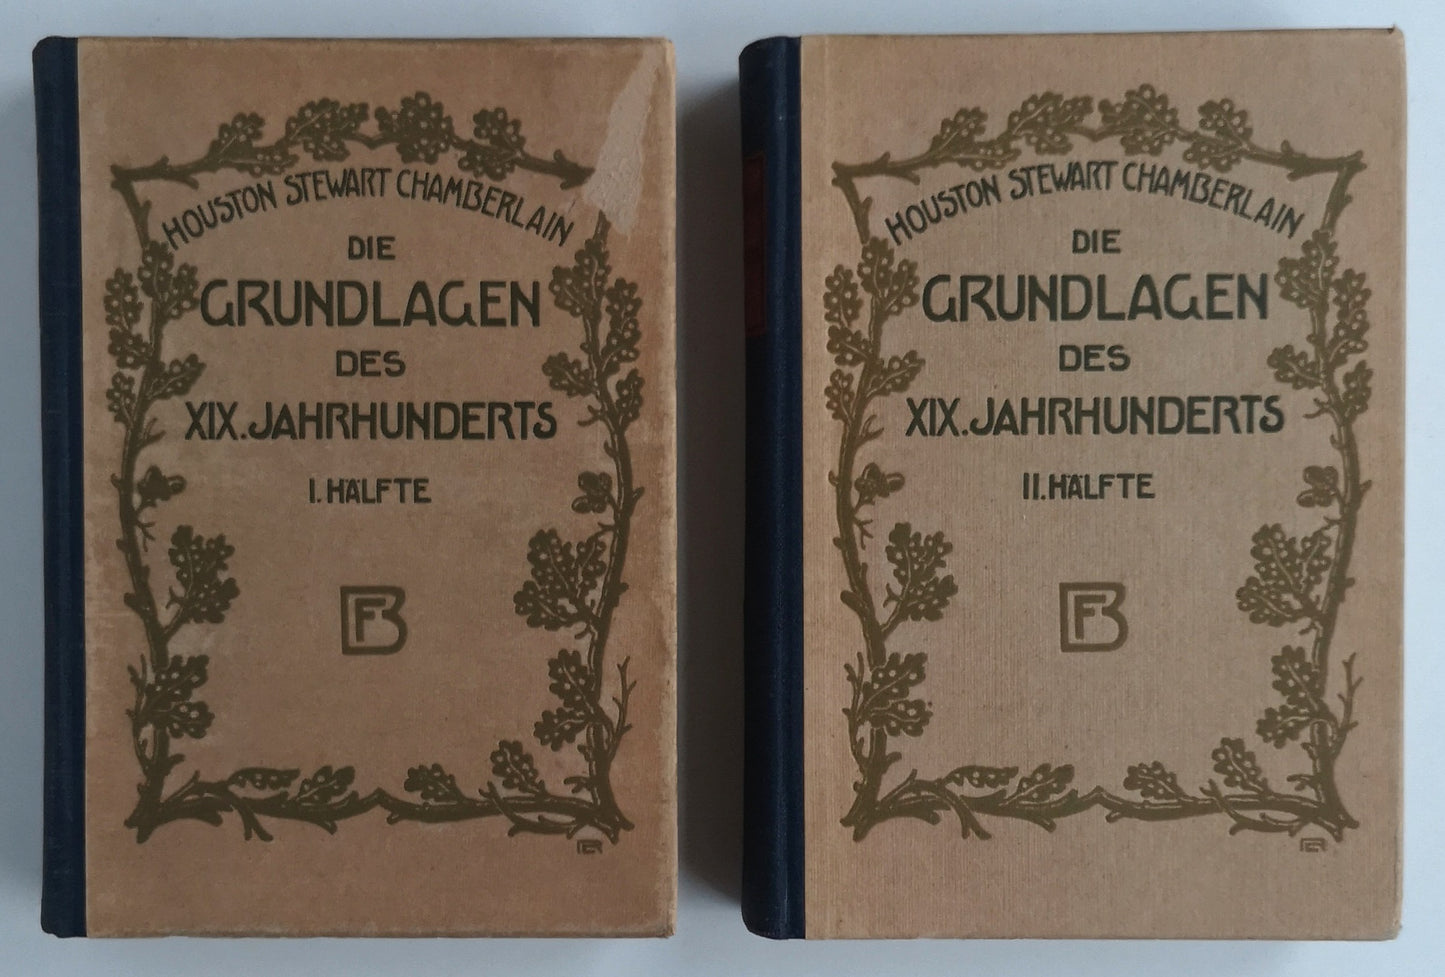 HOUSTON STEWART CHAMBERLAIN
DIE
GRUNDLAGEN
DES
XIX. JAHRHUNDERTS
I. HÄLFTE
FB
HOUSTON STEWART CHAMBERLAIN
DIE
GRUNDLAGEN
DES
XIX. JAHRHUNDERTS
II. HÄLFTE
FB